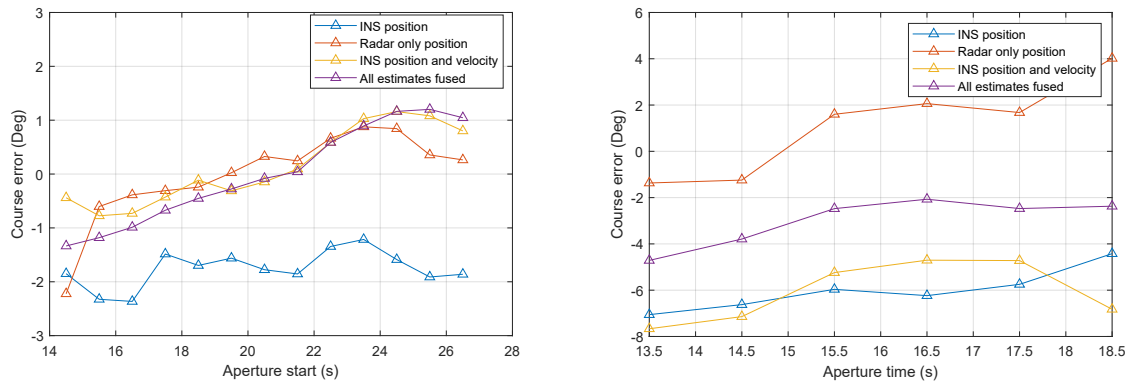 3
2
1
0
-1
-2
-3
Course error (Deg)
14 16 18 20 22 24 26 28
Aperture start (s)
INS position
Radar only position
INS position and velocity
All estimates fused
6
4
2
0
-2
-4
-6
-8
Course error (Deg)
13.5 14 14.5 15 15.5 16 16.5 17 17.5 18 18.5
Aperture time (s)
INS position
Radar only position
INS position and velocity
All estimates fused